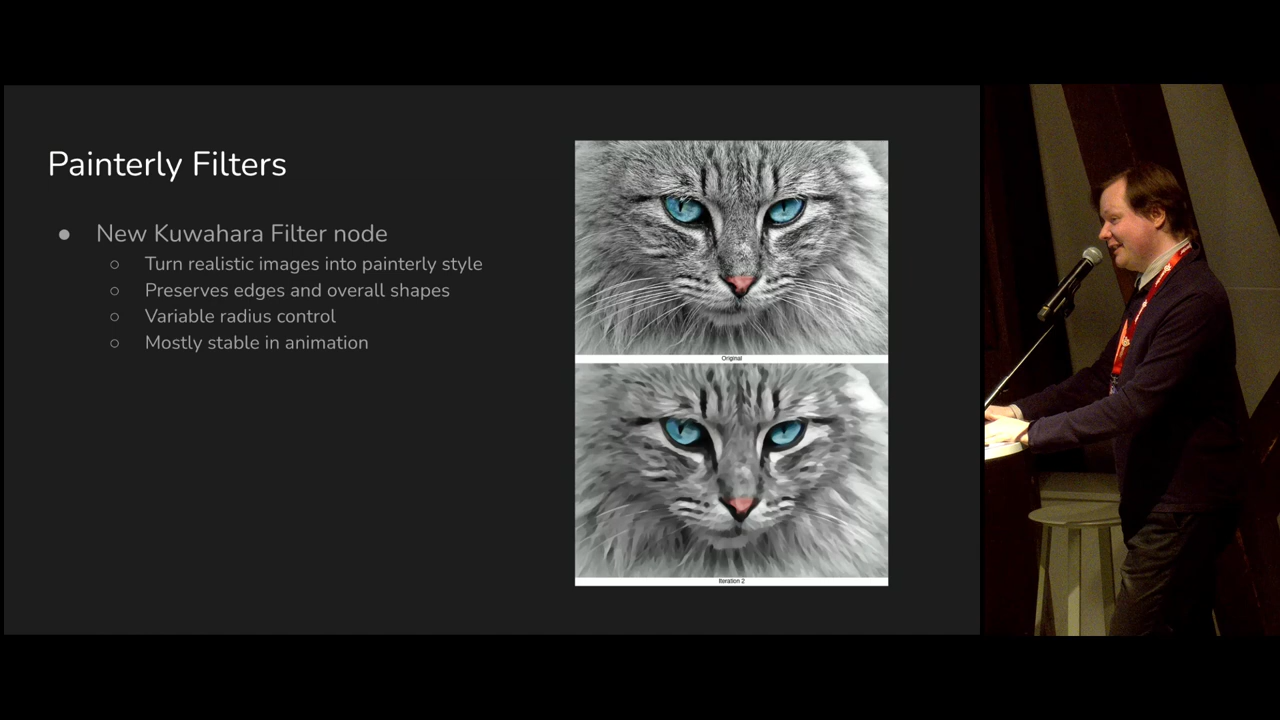 Painterly Filters
● New Kuwahara Filter node
○ Turn realistic images into painterly style
○ Preserves edges and overall shapes
○ Variable radius control
○ Mostly stable in animation
Original
Iteration 2